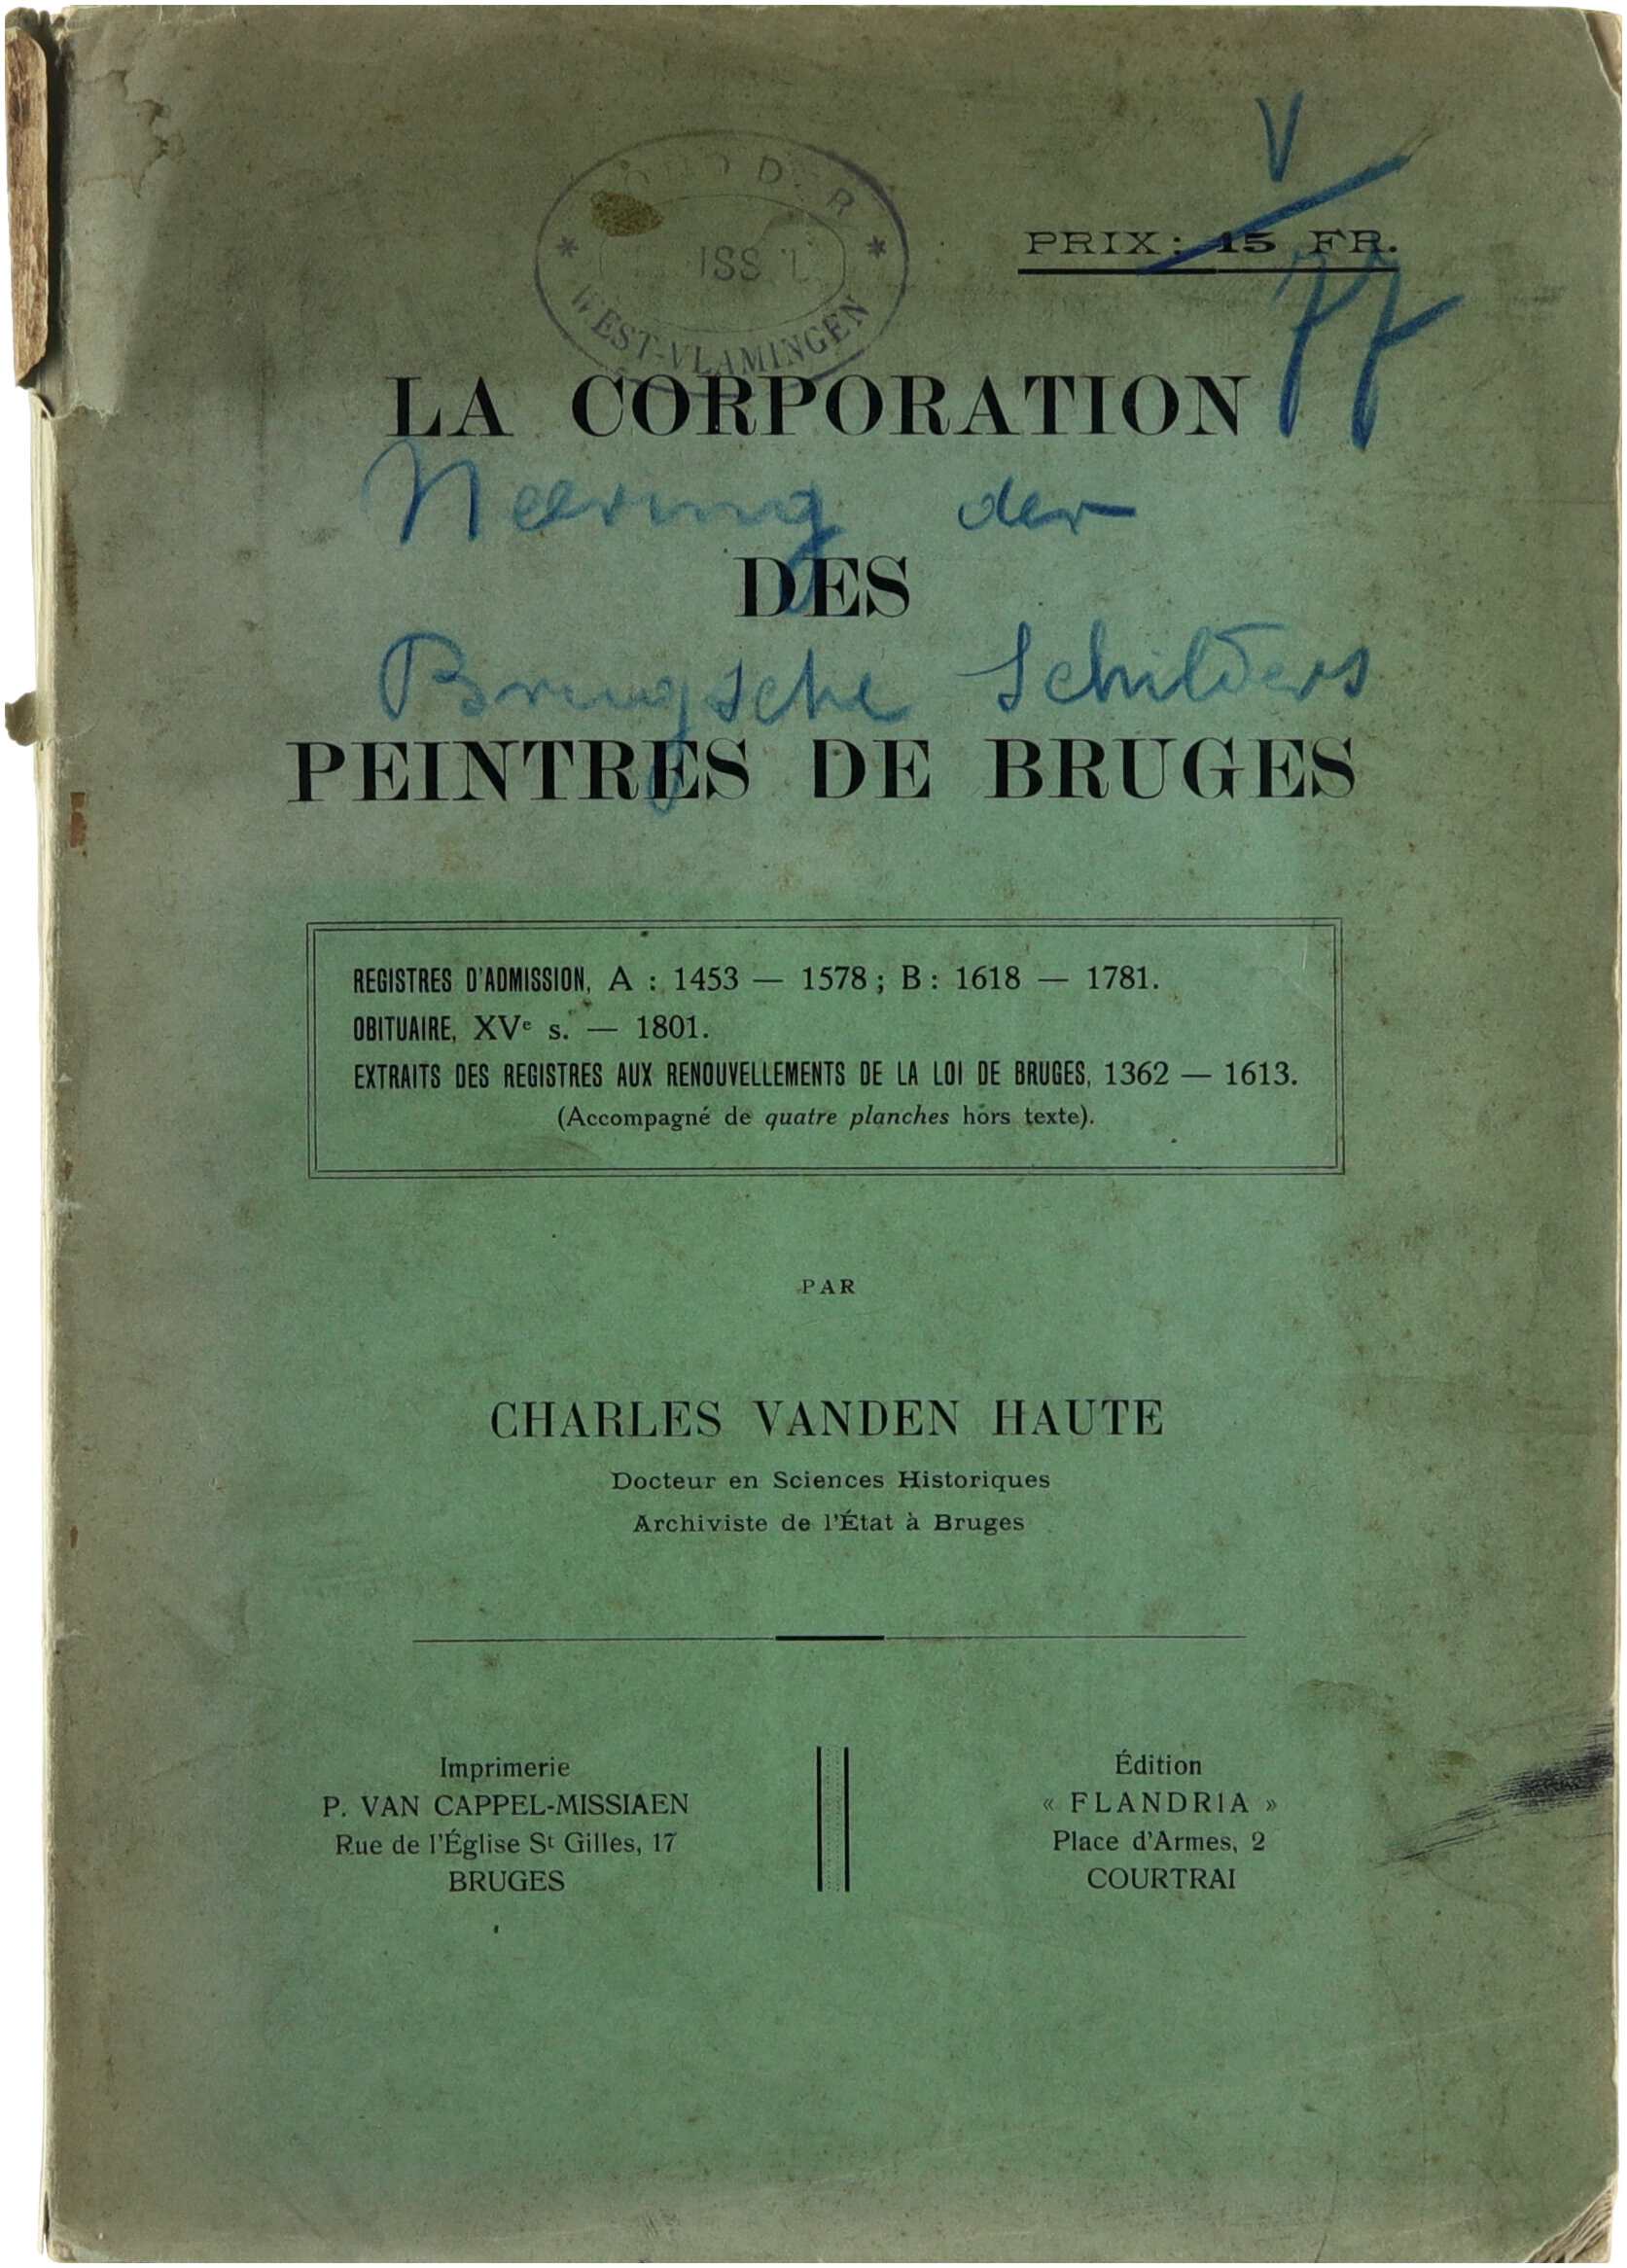 PRIX: 15 FR.
WEST-VLAMINGEN
LA CORPORATION
Neering der
DES
Brugsche Schilders
PEINTRES DE BRUGES
REGISTRES D'ADMISSION, A : 1453 — 1578 ; B : 1618 — 1781.
OBITUAIRE, XVe s. — 1801.
EXTRAITS DES REGISTRES AUX RENOUVELLEMENTS DE LA LOI DE BRUGES, 1362 — 1613.
(Accompagné de quatre planches hors texte).
PAR
CHARLES VANDEN HAUTE
Docteur en Sciences Historiques
Archiviste de l'État à Bruges
Imprimerie
P. VAN CAPPEL-MISSIAEN
Rue de l'Église St Gilles, 17
BRUGES
Édition
« FLANDRIA »
Place d'Armes, 2
COURTRAI